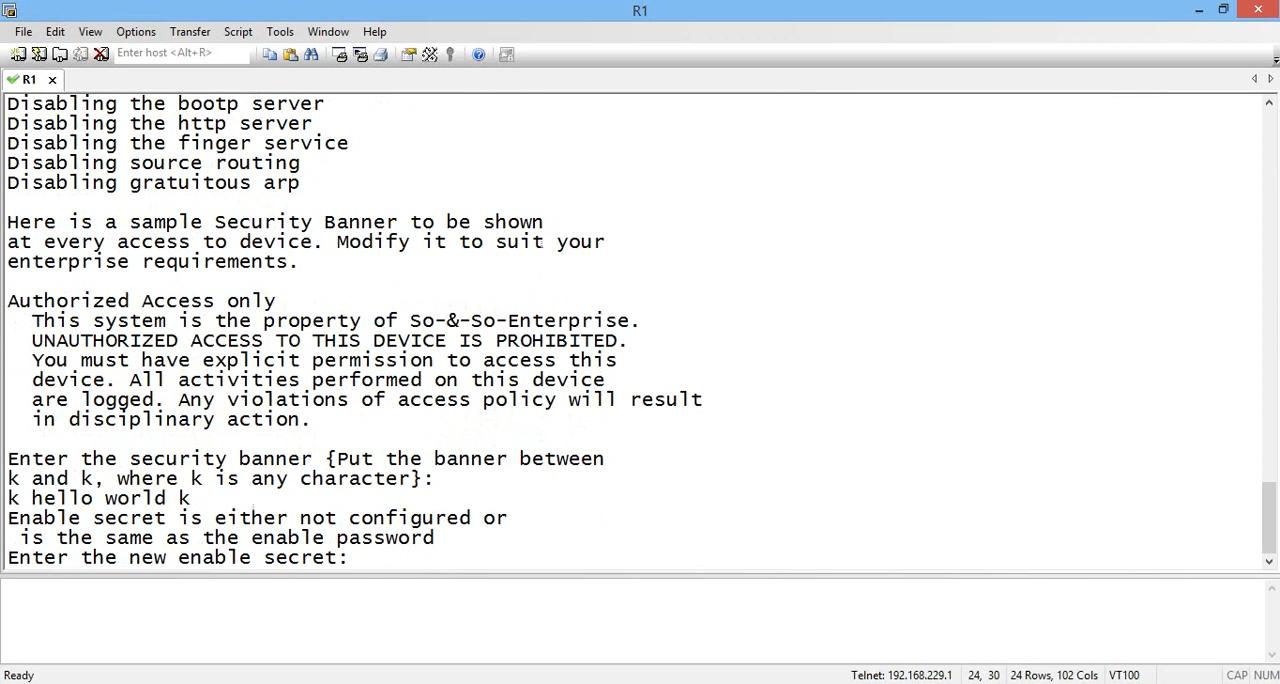 R1
File Edit View Options Transfer Script Tools Window Help
Enter host <Alt+R>
R1
Disabling the bootp server
Disabling the http server
Disabling the finger service
Disabling source routing
Disabling gratuitous arp
Here is a sample Security Banner to be shown
at every access to device. Modify it to suit your
enterprise requirements.
Authorized Access only
This system is the property of So-&-So-Enterprise.
UNAUTHORIZED ACCESS TO THIS DEVICE IS PROHIBITED.
You must have explicit permission to access this
device. All activities performed on this device
are logged. Any violations of access policy will result
in disciplinary action.
Enter the security banner {Put the banner between
k and k, where k is any character}:
k hello world k
Enable secret is either not configured or
is the same as the enable password
Enter the new enable secret:
Ready Telnet: 192.168.229.1 24, 30 24 Rows, 102 Cols VT100 CAP NUM